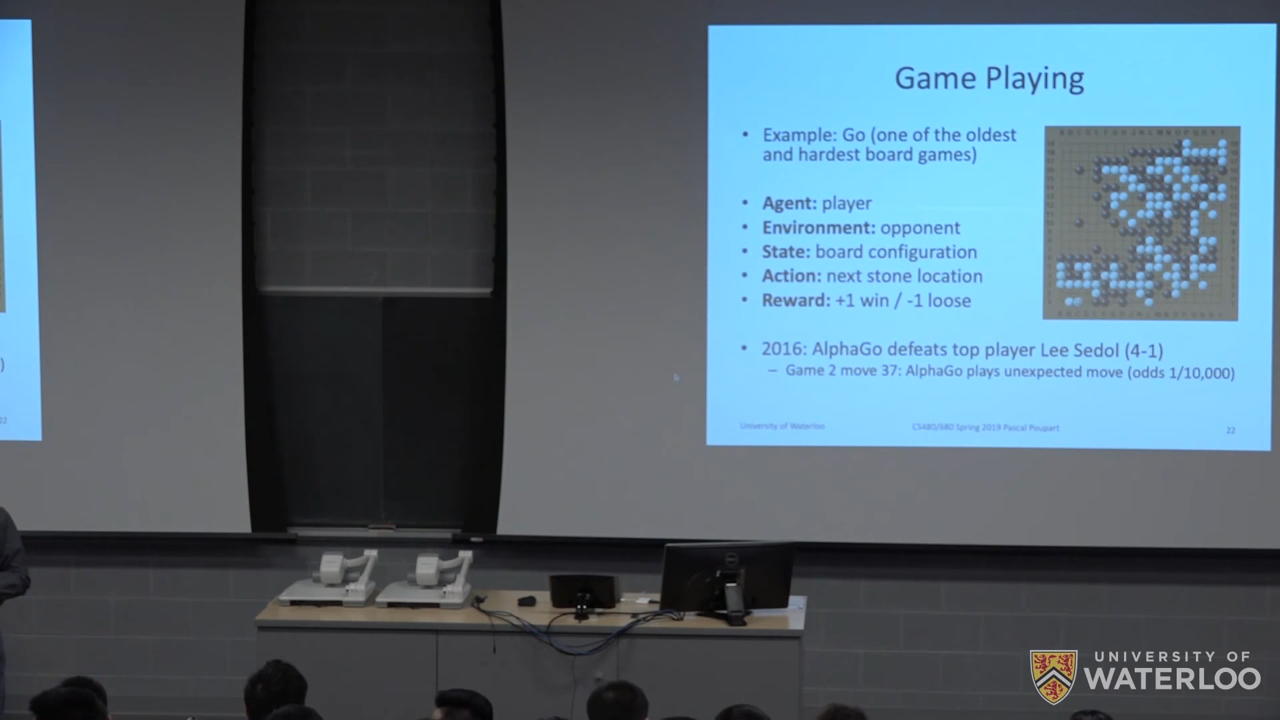 Game Playing
• Example: Go (one of the oldest
and hardest board games)
• Agent: player
• Environment: opponent
• State: board configuration
• Action: next stone location
• Reward: +1 win / -1 loose
• 2016: AlphaGo defeats top player Lee Sedol (4-1)
– Game 2 move 37: AlphaGo plays unexpected move (odds 1/10,000)
)
University of Waterloo
CS480/680 Spring 2019 Pascal Poupart
22
22
UNIVERSITY OF
WATERLOO